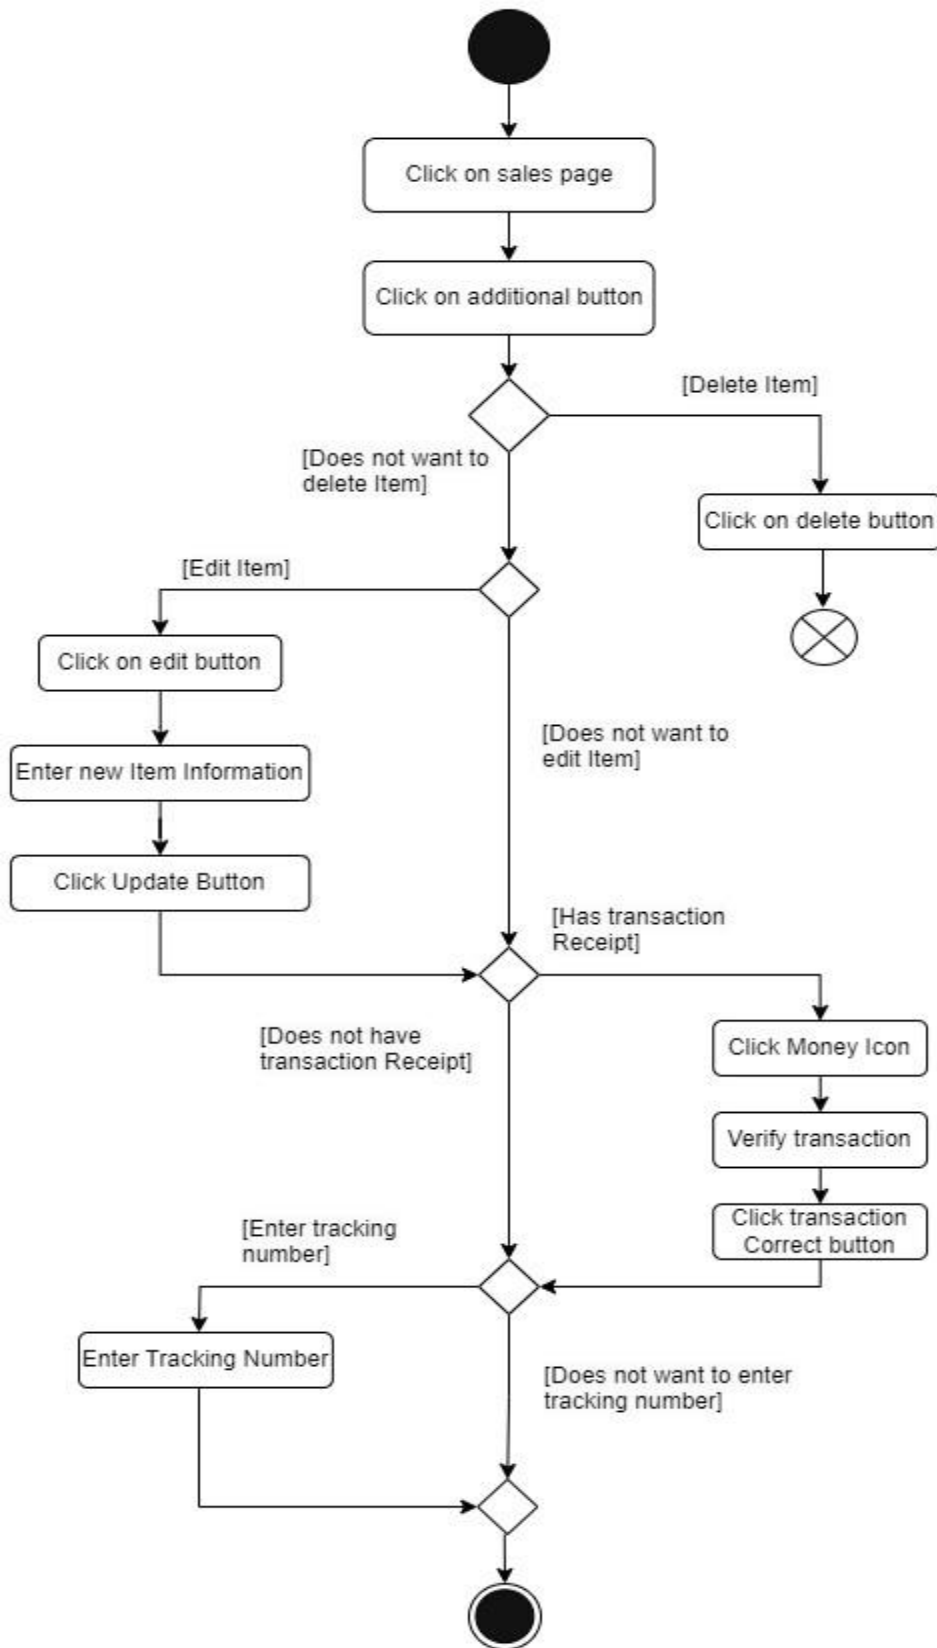 Click on sales page
Click on additional button
[Delete Item]
[Does not want to
delete Item]
Click on delete button
[Edit Item]
Click on edit button
[Does not want to
edit Item]
Enter new Item Information
Click Update Button
[Has transaction
Receipt]
[Does not have
transaction Receipt]
Click Money Icon
Verify transaction
Click transaction
Correct button
[Enter tracking
number]
Enter Tracking Number
[Does not want to enter
tracking number]